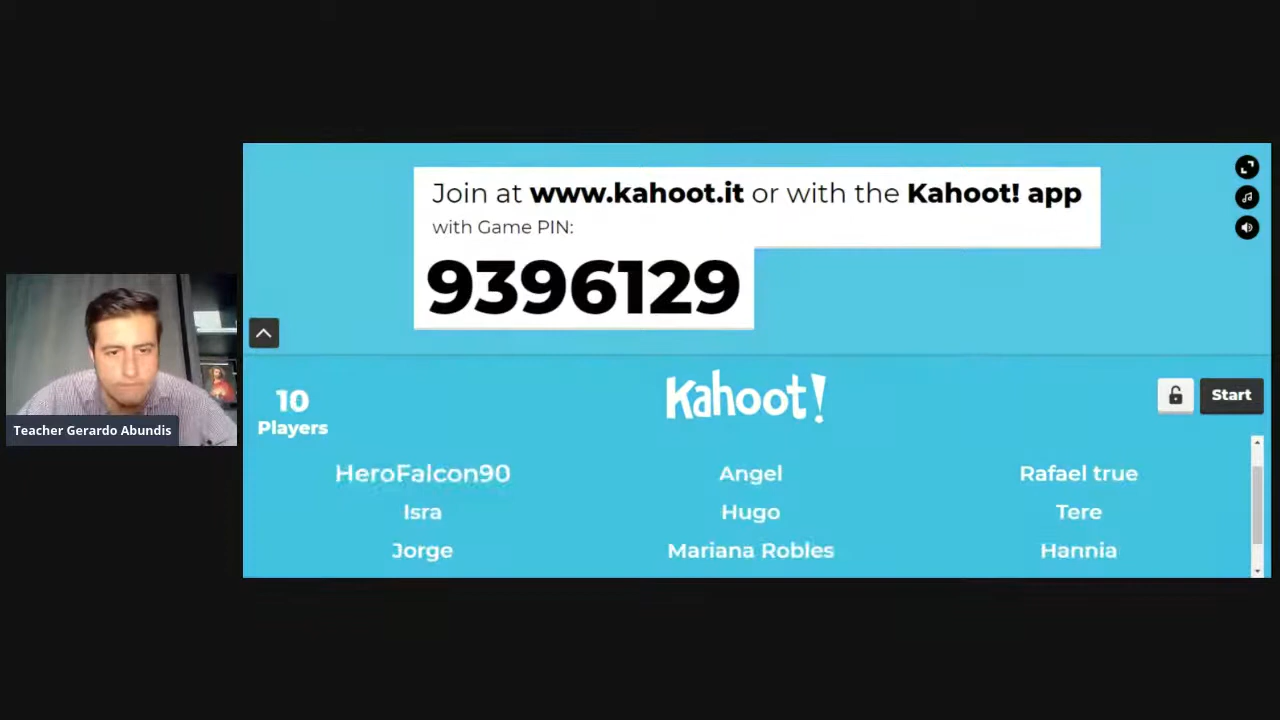 Join at www.kahoot.it or with the Kahoot! app
with Game PIN:
9396129
10
Players
Kahoot!
Start
HeroFalcon90 Angel Rafael true
Isra Hugo Tere
Jorge Mariana Robles Hannia
Teacher Gerardo Abundis